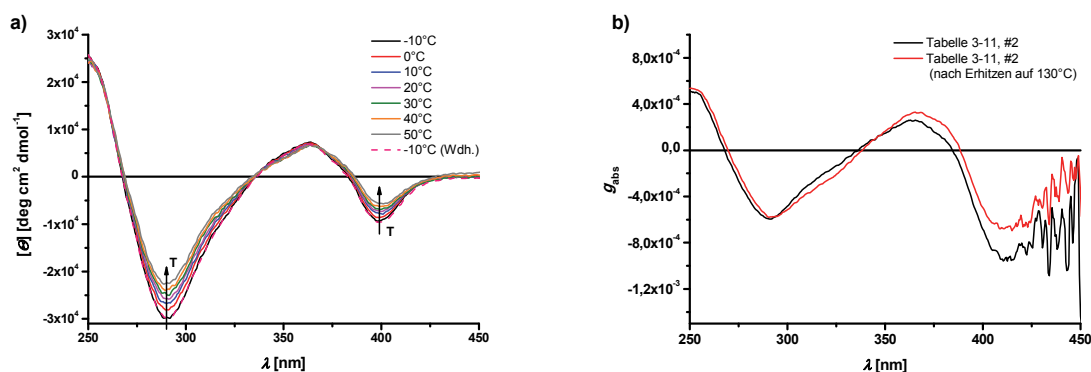 a)
[Θ] [deg cm² dmol⁻¹]
3x10⁴
2x10⁴
1x10⁴
0
-1x10⁴
-2x10⁴
-3x10⁴
-10°C
0°C
10°C
20°C
30°C
40°C
50°C
-10°C (Wdh.)
T
T
250 300 350 400 450
λ [nm]
b)
g_abs
8,0x10⁻⁴
4,0x10⁻⁴
0,0
-4,0x10⁻⁴
-8,0x10⁻⁴
-1,2x10⁻³
Tabelle 3-11, #2
Tabelle 3-11, #2
(nach Erhitzen auf 130°C)
250 300 350 400 450
λ [nm]